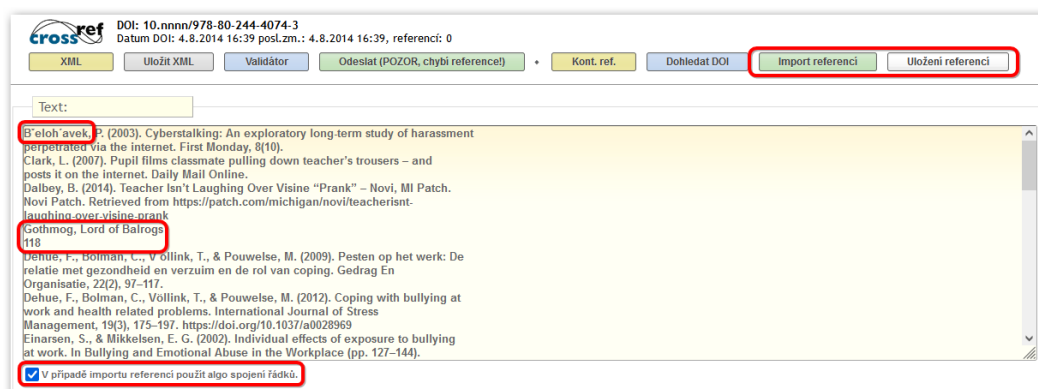 crossref
DOI: 10.nnnn/978-80-244-4074-3
Datum DOI: 4.8.2014 16:39 posl.zm.: 4.8.2014 16:39, referencí: 0
XML Uložit XML Validátor Odeslat (POZOR, chybí reference!) • Kont. ref. Dohledat DOI Import referencí Uložení referencí
Text:
B˘eloh´avek, P. (2003). Cyberstalking: An exploratory long-term study of harassment
perpetrated via the internet. First Monday, 8(10).
Clark, L. (2007). Pupil films classmate pulling down teacher’s trousers – and
posts it on the internet. Daily Mail Online.
Dalbey, B. (2014). Teacher Isn’t Laughing Over Visine “Prank” – Novi, MI Patch.
Novi Patch. Retrieved from https://patch.com/michigan/novi/teacherisnt-
laughing-over-visine-prank
Gothmog, Lord of Balrogs
118
Dehue, F., Bolman, C., V¨ollink, T., & Pouwelse, M. (2009). Pesten op het werk: De
relatie met gezondheid en verzuim en de rol van coping. Gedrag En
Organisatie, 22(2), 97–117.
Dehue, F., Bolman, C., Völlink, T., & Pouwelse, M. (2012). Coping with bullying at
work and health related problems. International Journal of Stress
Management, 19(3), 175–197. https://doi.org/10.1037/a0028969
Einarsen, S., & Mikkelsen, E. G. (2002). Individual effects of exposure to bullying
at work. In Bullying and Emotional Abuse in the Workplace (pp. 127–144).
V případě importu referencí použít algo spojení řádků.